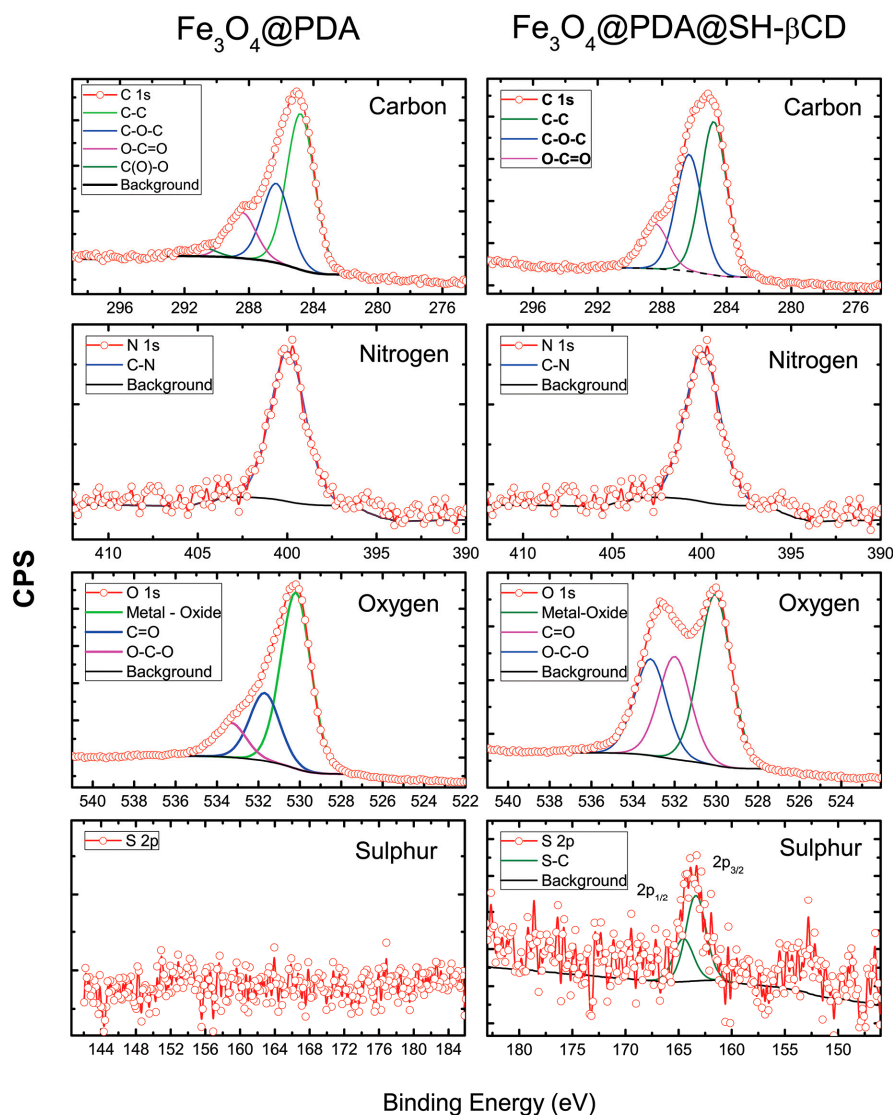 Fe₃O₄@PDA
Fe₃O₄@PDA@SH-βCD
C 1s
C-C
C-O-C
O-C=O
C(O)-O
Background
Carbon
296 292 288 284 280 276
C 1s
C-C
C-O-C
O-C=O
Carbon
296 292 288 284 280 276
N 1s
C-N
Background
Nitrogen
410 405 400 395 390
N 1s
C-N
Background
Nitrogen
410 405 400 395 390
CPS
O 1s
Metal - Oxide
C=O
O-C-O
Background
Oxygen
540 538 536 534 532 530 528 526 524 522
O 1s
Metal-Oxide
C=O
O-C-O
Background
Oxygen
540 538 536 534 532 530 528 526 524 522
S 2p
Sulphur
144 148 152 156 160 164 168 172 176 180 184
S 2p
S-C
Background
Sulphur
2p₃/₂
2p₁/₂
180 175 170 165 160 155 150
Binding Energy (eV)